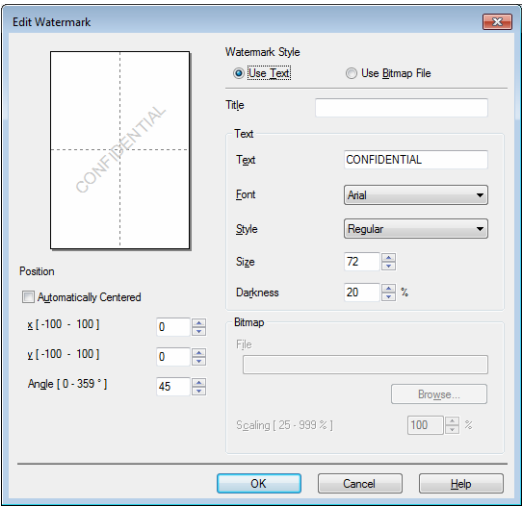 Edit Watermark
CONFIDENTIAL
Position
Automatically Centered
x [ -100 - 100 ] 0
y [ -100 - 100 ] 0
Angle [ 0 - 359 ° ] 45
Watermark Style
Use Text Use Bitmap File
Title
Text
Text CONFIDENTIAL
Font Arial
Style Regular
Size 72
Darkness 20 %
Bitmap
File
Browse...
Scaling [ 25 - 999 % ] 100 %
OK Cancel Help